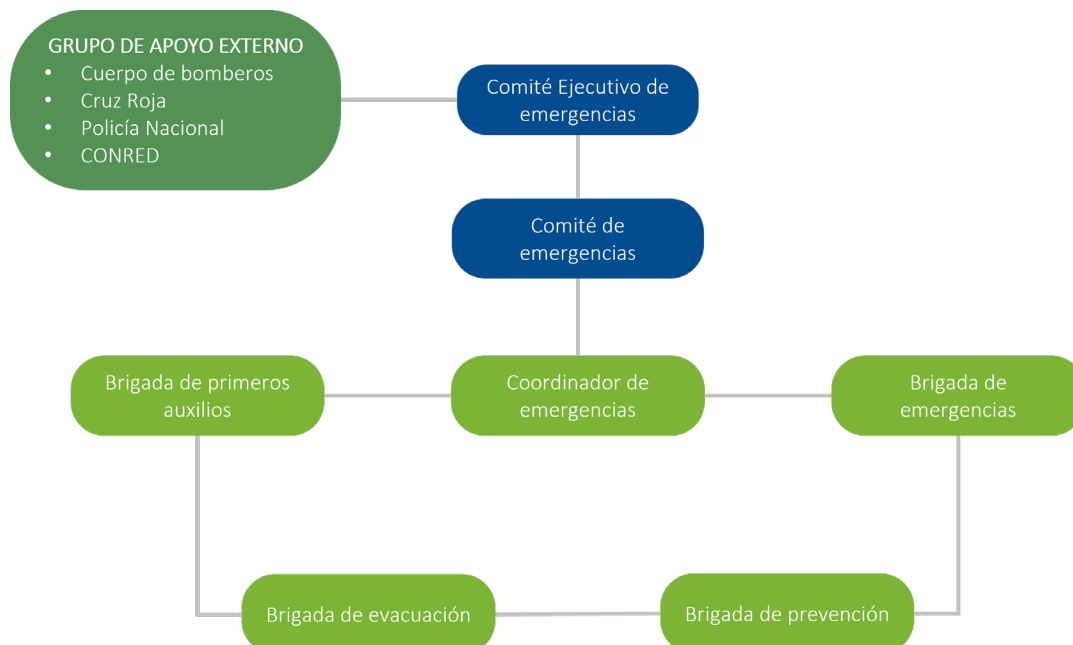 GRUPO DE APOYO EXTERNO
• Cuerpo de bomberos
• Cruz Roja
• Policía Nacional
• CONRED
Comité Ejecutivo de
emergencias
Comité de
emergencias
Brigada de primeros
auxilios
Coordinador de
emergencias
Brigada de
emergencias
Brigada de evacuación
Brigada de prevención